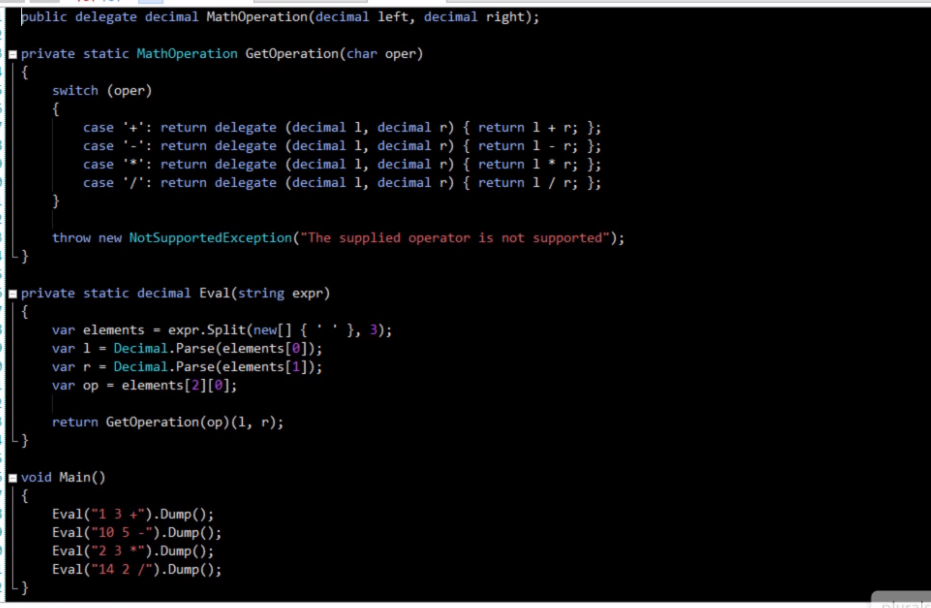 public delegate decimal MathOperation(decimal left, decimal right);
private static MathOperation GetOperation(char oper)
{
switch (oper)
{
case '+': return delegate (decimal l, decimal r) { return l + r; };
case '-': return delegate (decimal l, decimal r) { return l - r; };
case '*': return delegate (decimal l, decimal r) { return l * r; };
case '/': return delegate (decimal l, decimal r) { return l / r; };
}
throw new NotSupportedException("The supplied operator is not supported");
}
private static decimal Eval(string expr)
{
var elements = expr.Split(new[] { ' ' }, 3);
var l = Decimal.Parse(elements[0]);
var r = Decimal.Parse(elements[1]);
var op = elements[2][0];
return GetOperation(op)(l, r);
}
void Main()
{
Eval("1 3 +").Dump();
Eval("10 5 -").Dump();
Eval("2 3 *").Dump();
Eval("14 2 /").Dump();
}